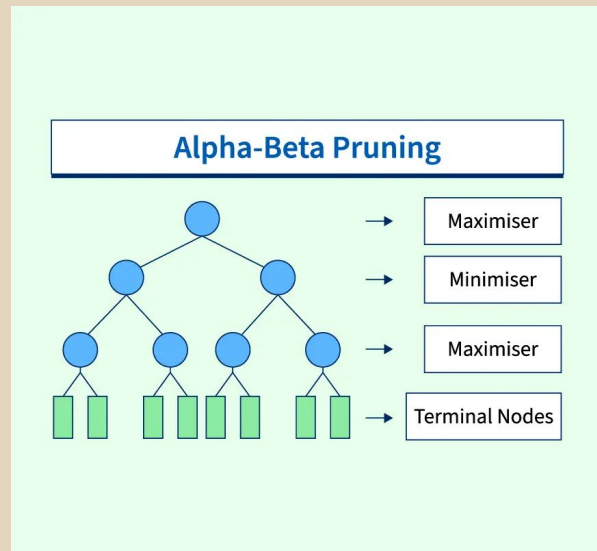 Alpha-Beta Pruning
Maximiser
Minimiser
Maximiser
Terminal Nodes